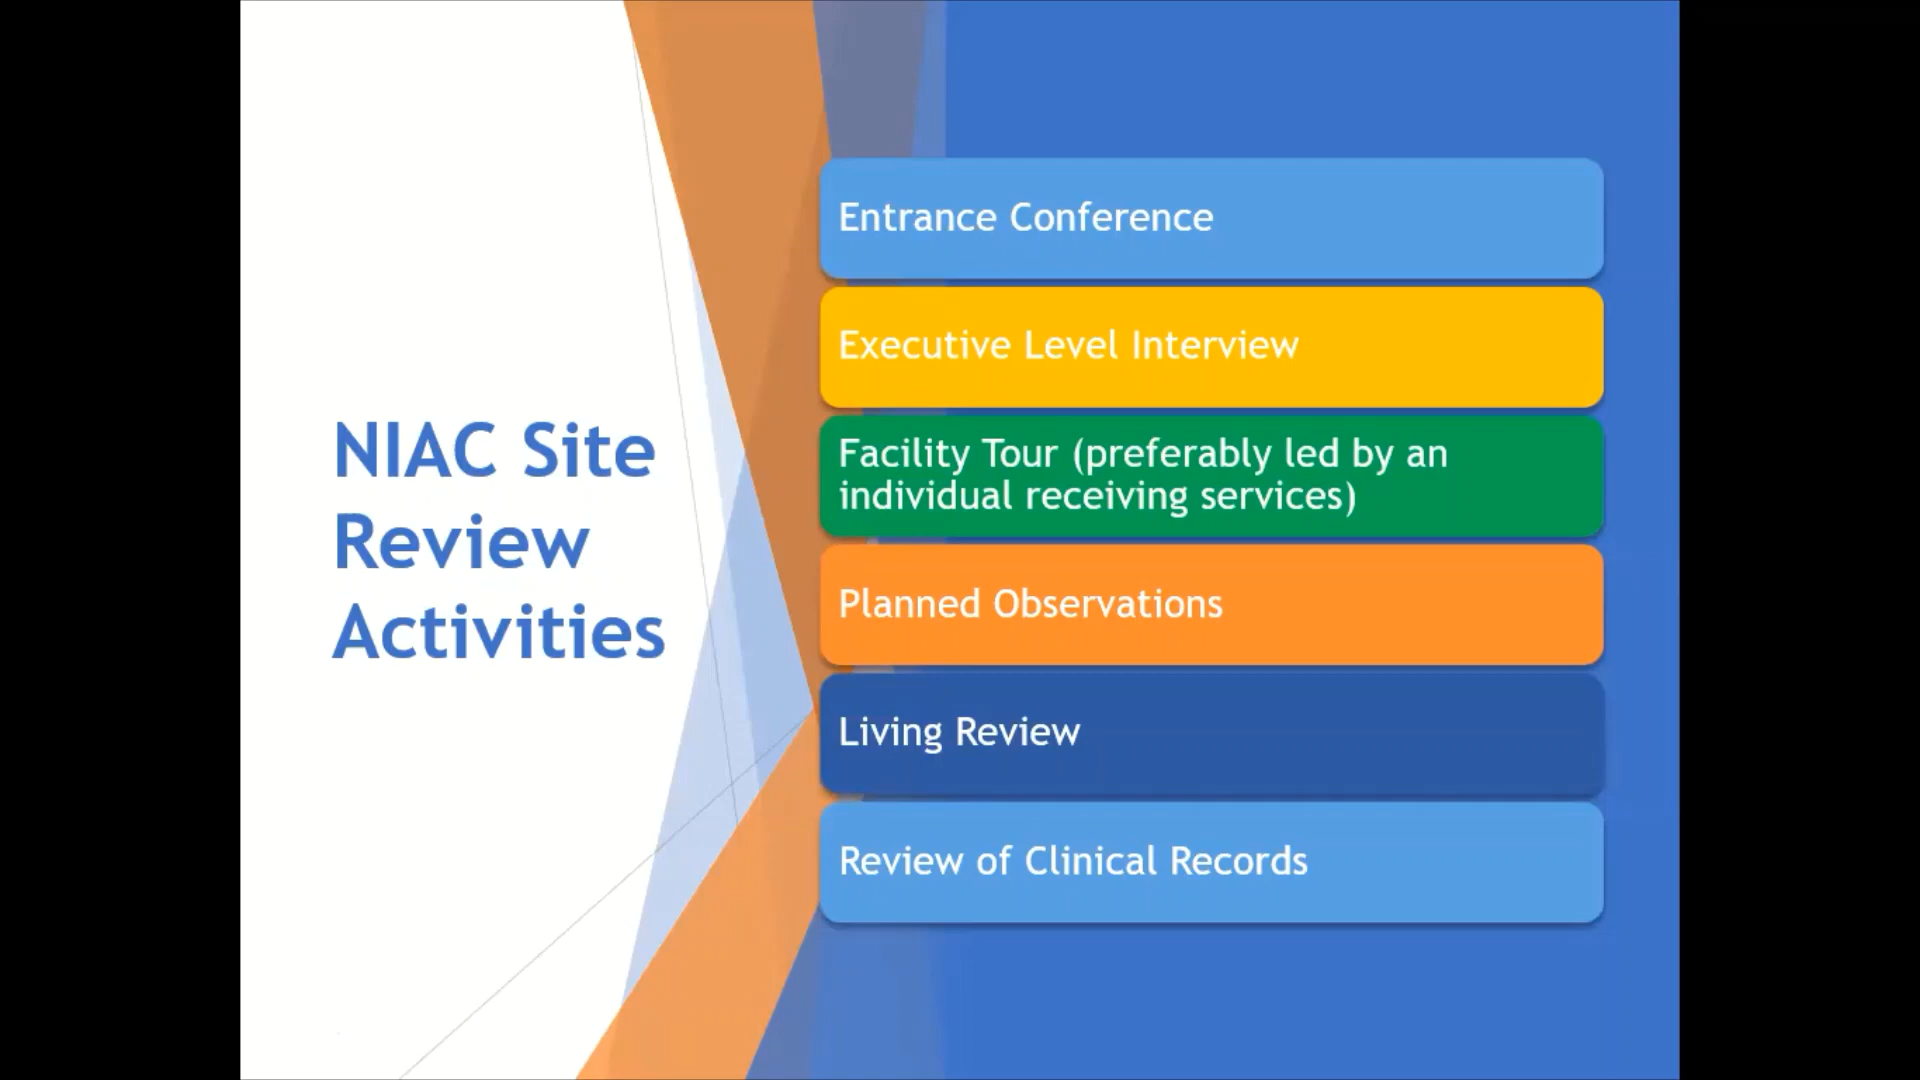 NIAC Site
Review
Activities
Entrance Conference
Executive Level Interview
Facility Tour (preferably led by an
individual receiving services)
Planned Observations
Living Review
Review of Clinical Records